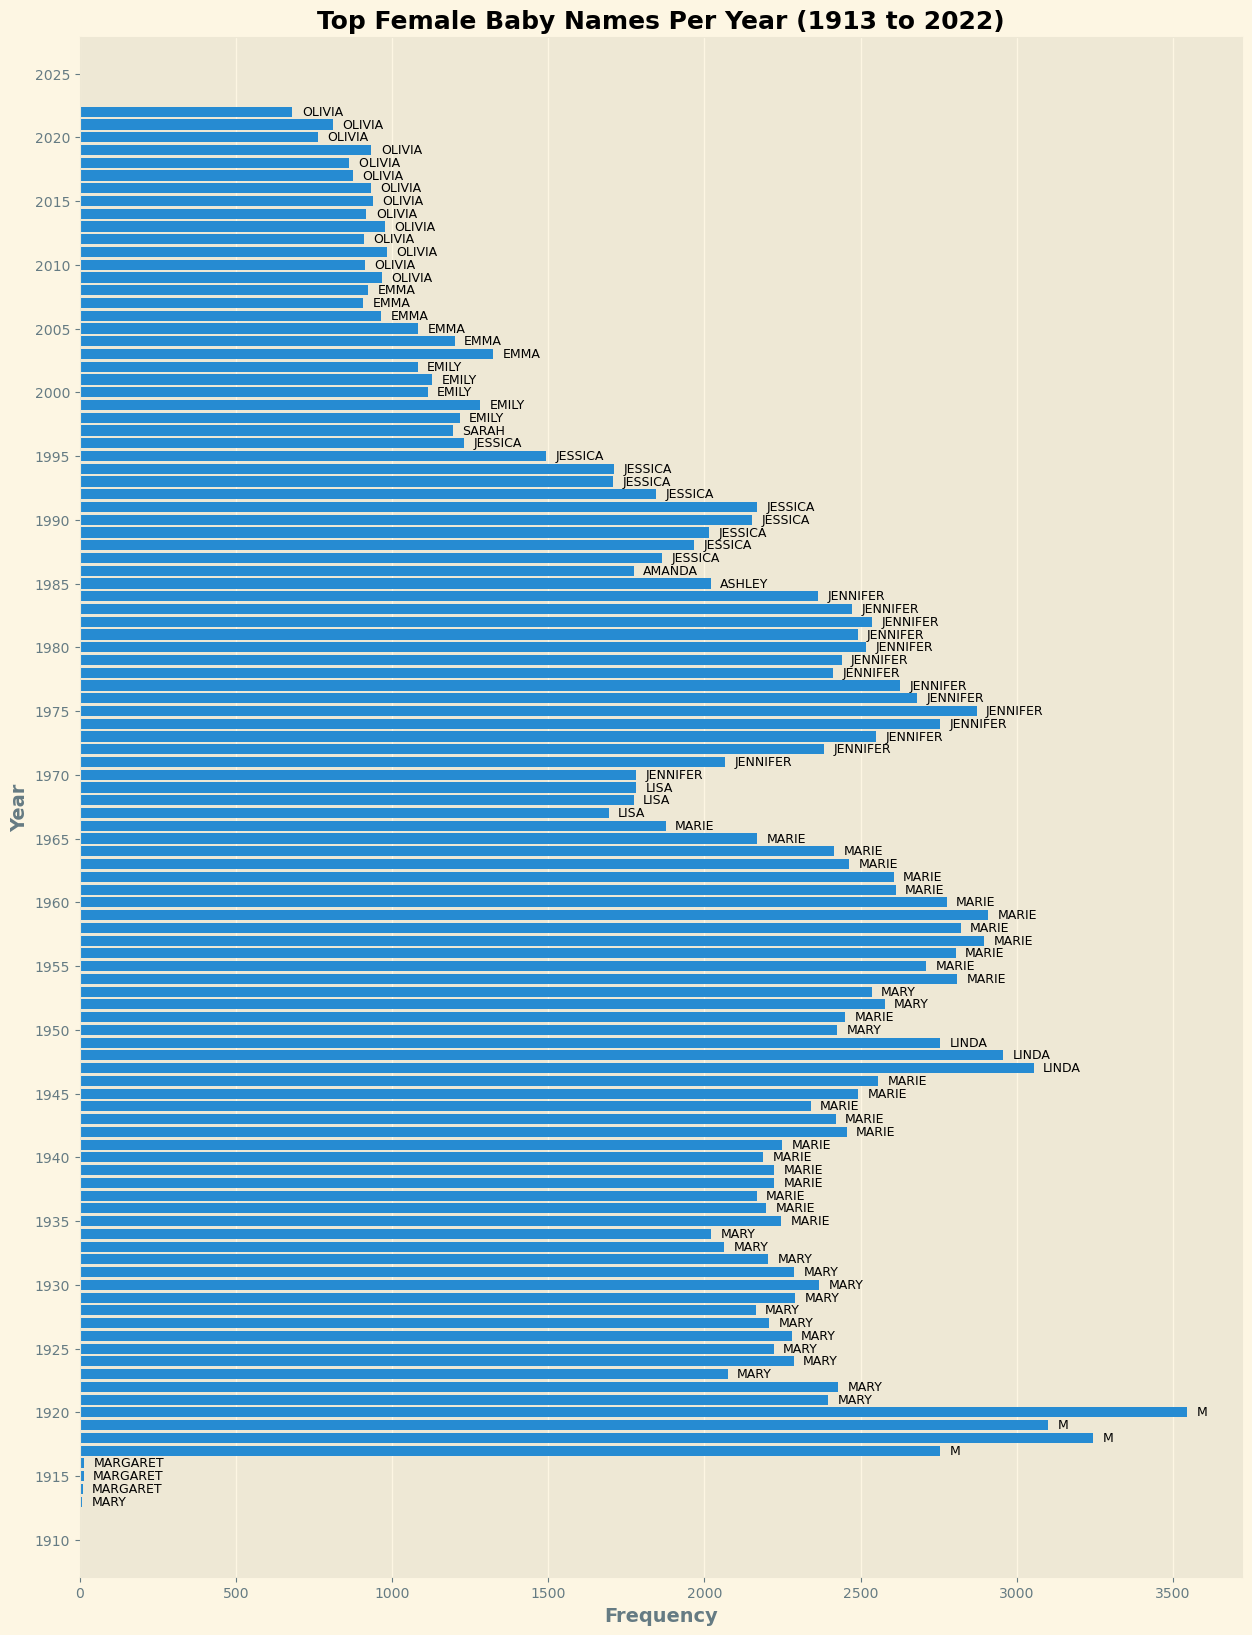 Top Female Baby Names Per Year (1913 to 2022)
2025
OLIVIA
OLIVIA
2020 OLIVIA
OLIVIA
OLIVIA
OLIVIA
OLIVIA
2015 OLIVIA
OLIVIA
OLIVIA
OLIVIA
OLIVIA
2010 OLIVIA
OLIVIA
EMMA
EMMA
EMMA
2005 EMMA
EMMA
EMMA
EMILY
EMILY
2000 EMILY
EMILY
EMILY
SARAH
JESSICA
1995 JESSICA
JESSICA
JESSICA
JESSICA
JESSICA
1990 JESSICA
JESSICA
JESSICA
JESSICA
AMANDA
1985 ASHLEY
JENNIFER
JENNIFER
JENNIFER
JENNIFER
1980 JENNIFER
JENNIFER
JENNIFER
JENNIFER
JENNIFER
1975 JENNIFER
JENNIFER
JENNIFER
JENNIFER
JENNIFER
1970 JENNIFER
LISA
LISA
LISA
MARIE
1965 MARIE
MARIE
MARIE
MARIE
MARIE
1960 MARIE
MARIE
MARIE
MARIE
MARIE
1955 MARIE
MARIE
MARY
MARY
MARIE
1950 MARY
LINDA
LINDA
LINDA
MARIE
1945 MARIE
MARIE
MARIE
MARIE
MARIE
1940 MARIE
MARIE
MARIE
MARIE
MARIE
1935 MARIE
MARY
MARY
MARY
MARY
1930 MARY
MARY
MARY
MARY
MARY
1925 MARY
MARY
MARY
MARY
MARY
1920 M
M
M
M
MARGARET
1915 MARGARET
MARGARET
MARY
1910
Year
0 500 1000 1500 2000 2500 3000 3500
Frequency